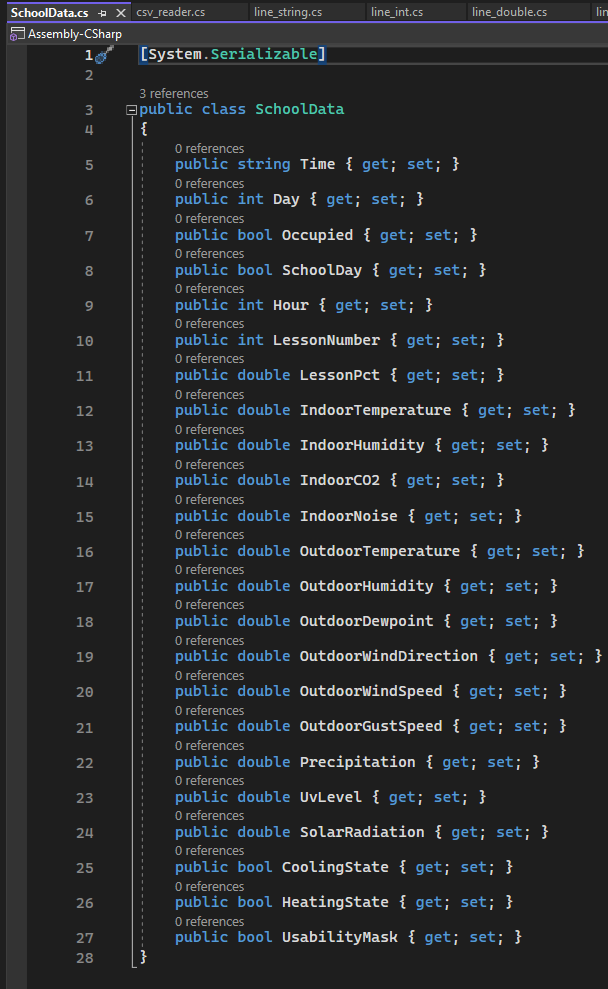 SchoolData.cs csv_reader.cs line_string.cs line_int.cs line_double.cs lin
Assembly-CSharp
1 [System.Serializable]
2
3 references
3 public class SchoolData
4 {
0 references
5 public string Time { get; set; }
0 references
6 public int Day { get; set; }
0 references
7 public bool Occupied { get; set; }
0 references
8 public bool SchoolDay { get; set; }
0 references
9 public int Hour { get; set; }
0 references
10 public int LessonNumber { get; set; }
0 references
11 public double LessonPct { get; set; }
0 references
12 public double IndoorTemperature { get; set; }
0 references
13 public double IndoorHumidity { get; set; }
0 references
14 public double IndoorCO2 { get; set; }
0 references
15 public double IndoorNoise { get; set; }
0 references
16 public double OutdoorTemperature { get; set; }
0 references
17 public double OutdoorHumidity { get; set; }
0 references
18 public double OutdoorDewpoint { get; set; }
0 references
19 public double OutdoorWindDirection { get; set; }
0 references
20 public double OutdoorWindSpeed { get; set; }
0 references
21 public double OutdoorGustSpeed { get; set; }
0 references
22 public double Precipitation { get; set; }
0 references
23 public double UvLevel { get; set; }
0 references
24 public double SolarRadiation { get; set; }
0 references
25 public bool CoolingState { get; set; }
0 references
26 public bool HeatingState { get; set; }
0 references
27 public bool UsabilityMask { get; set; }
28 }